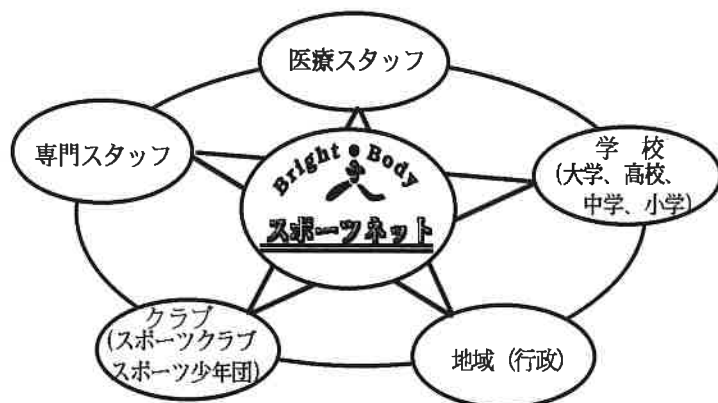 医療スタッフ
専門スタッフ
学　校
(大学、高校、
中学、小学)
Bright Body
スポーツネット
クラブ
(スポーツクラブ
スポーツ少年団)
地域（行政）